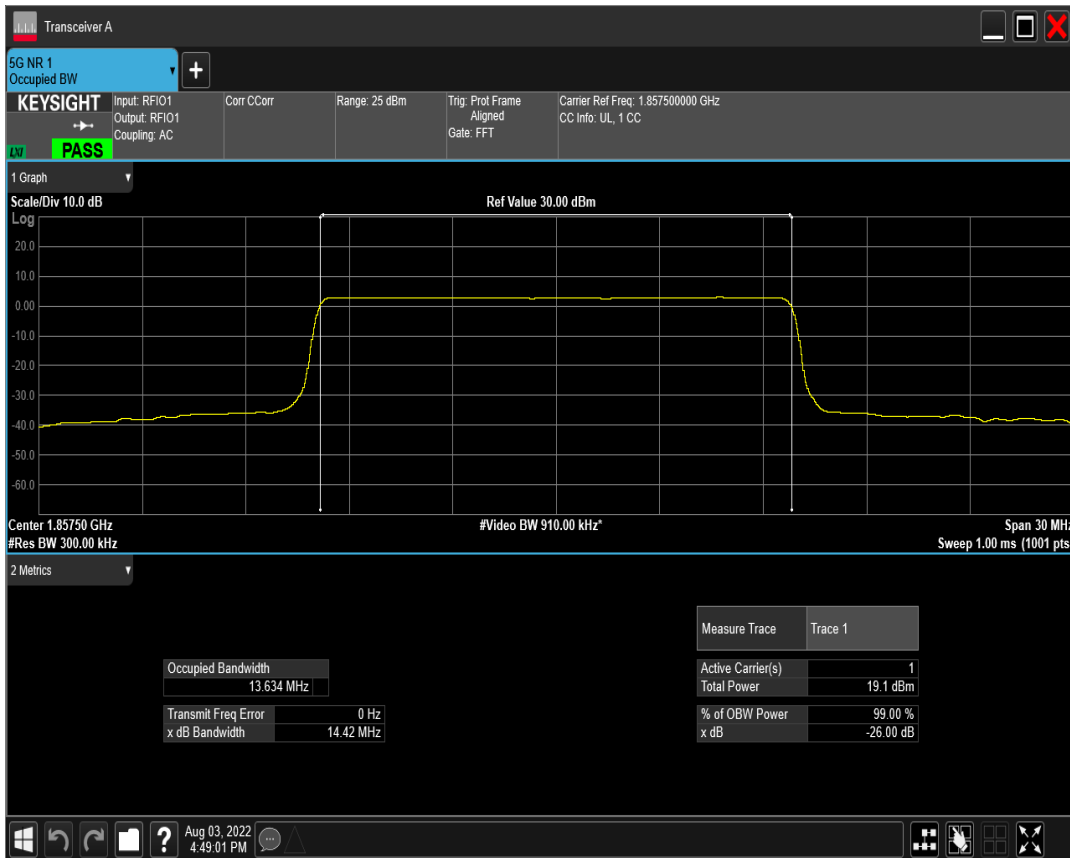 Transceiver A
5G NR 1
Occupied BW
+
KEYSIGHT
LXI
PASS
Input: RFIO1
Output: RFIO1
Coupling: AC
Corr CCorr
Range: 25 dBm
Trig: Prot Frame
Aligned
Gate: FFT
Carrier Ref Freq: 1.857500000 GHz
CC Info: UL, 1 CC
1 Graph
Scale/Div 10.0 dB
Ref Value 30.00 dBm
Log
20.0
10.0
0.00
-10.0
-20.0
-30.0
-40.0
-50.0
-60.0
Center 1.85750 GHz
#Video BW 910.00 kHz*
Span 30 MHz
#Res BW 300.00 kHz
Sweep 1.00 ms (1001 pts
2 Metrics
Measure Trace Trace 1
Occupied Bandwidth
13.634 MHz
Active Carrier(s) 1
Total Power 19.1 dBm
Transmit Freq Error 0 Hz
x dB Bandwidth 14.42 MHz
% of OBW Power 99.00 %
x dB -26.00 dB
?
Aug 03, 2022
4:49:01 PM